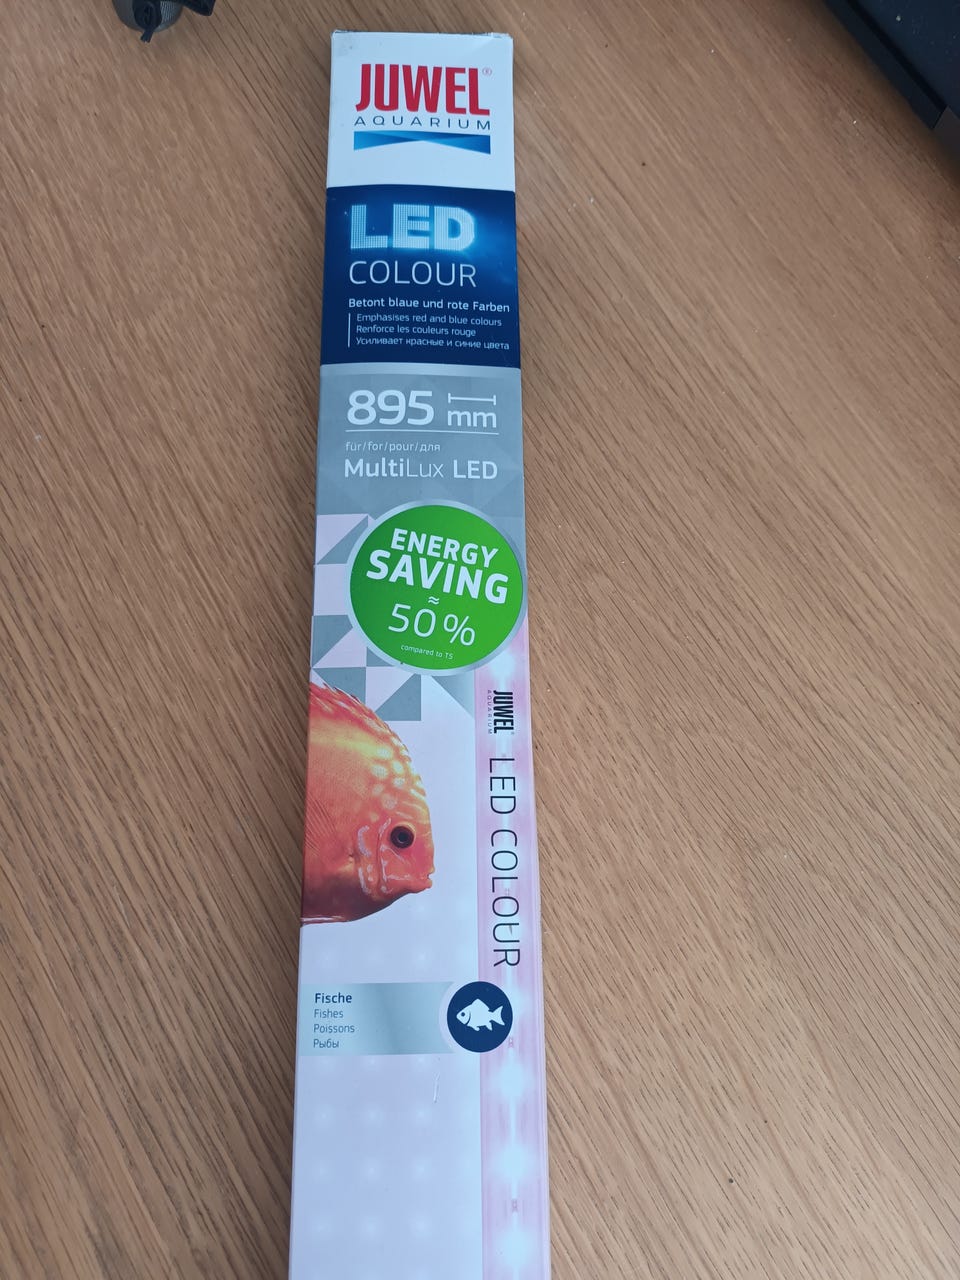 JUWEL®
AQUARIUM
LED
COLOUR
Betont blaue und rote Farben
Emphasises red and blue colours
Renforce les couleurs rouge
Усиливает красные и синие цвета
895 mm
für/for/pour/для
MultiLux LED
ENERGY
SAVING
≈
50 %
compared to T5
JUWEL®
AQUARIUM
LED COLOUR
Fische
Fishes
Poissons
Рыбы